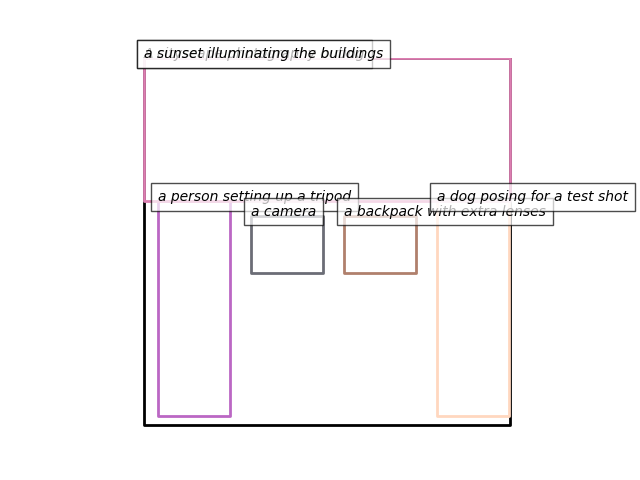 a sunset illuminating the buildings
a person setting up a tripod
a dog posing for a test shot
a camera
a backpack with extra lenses